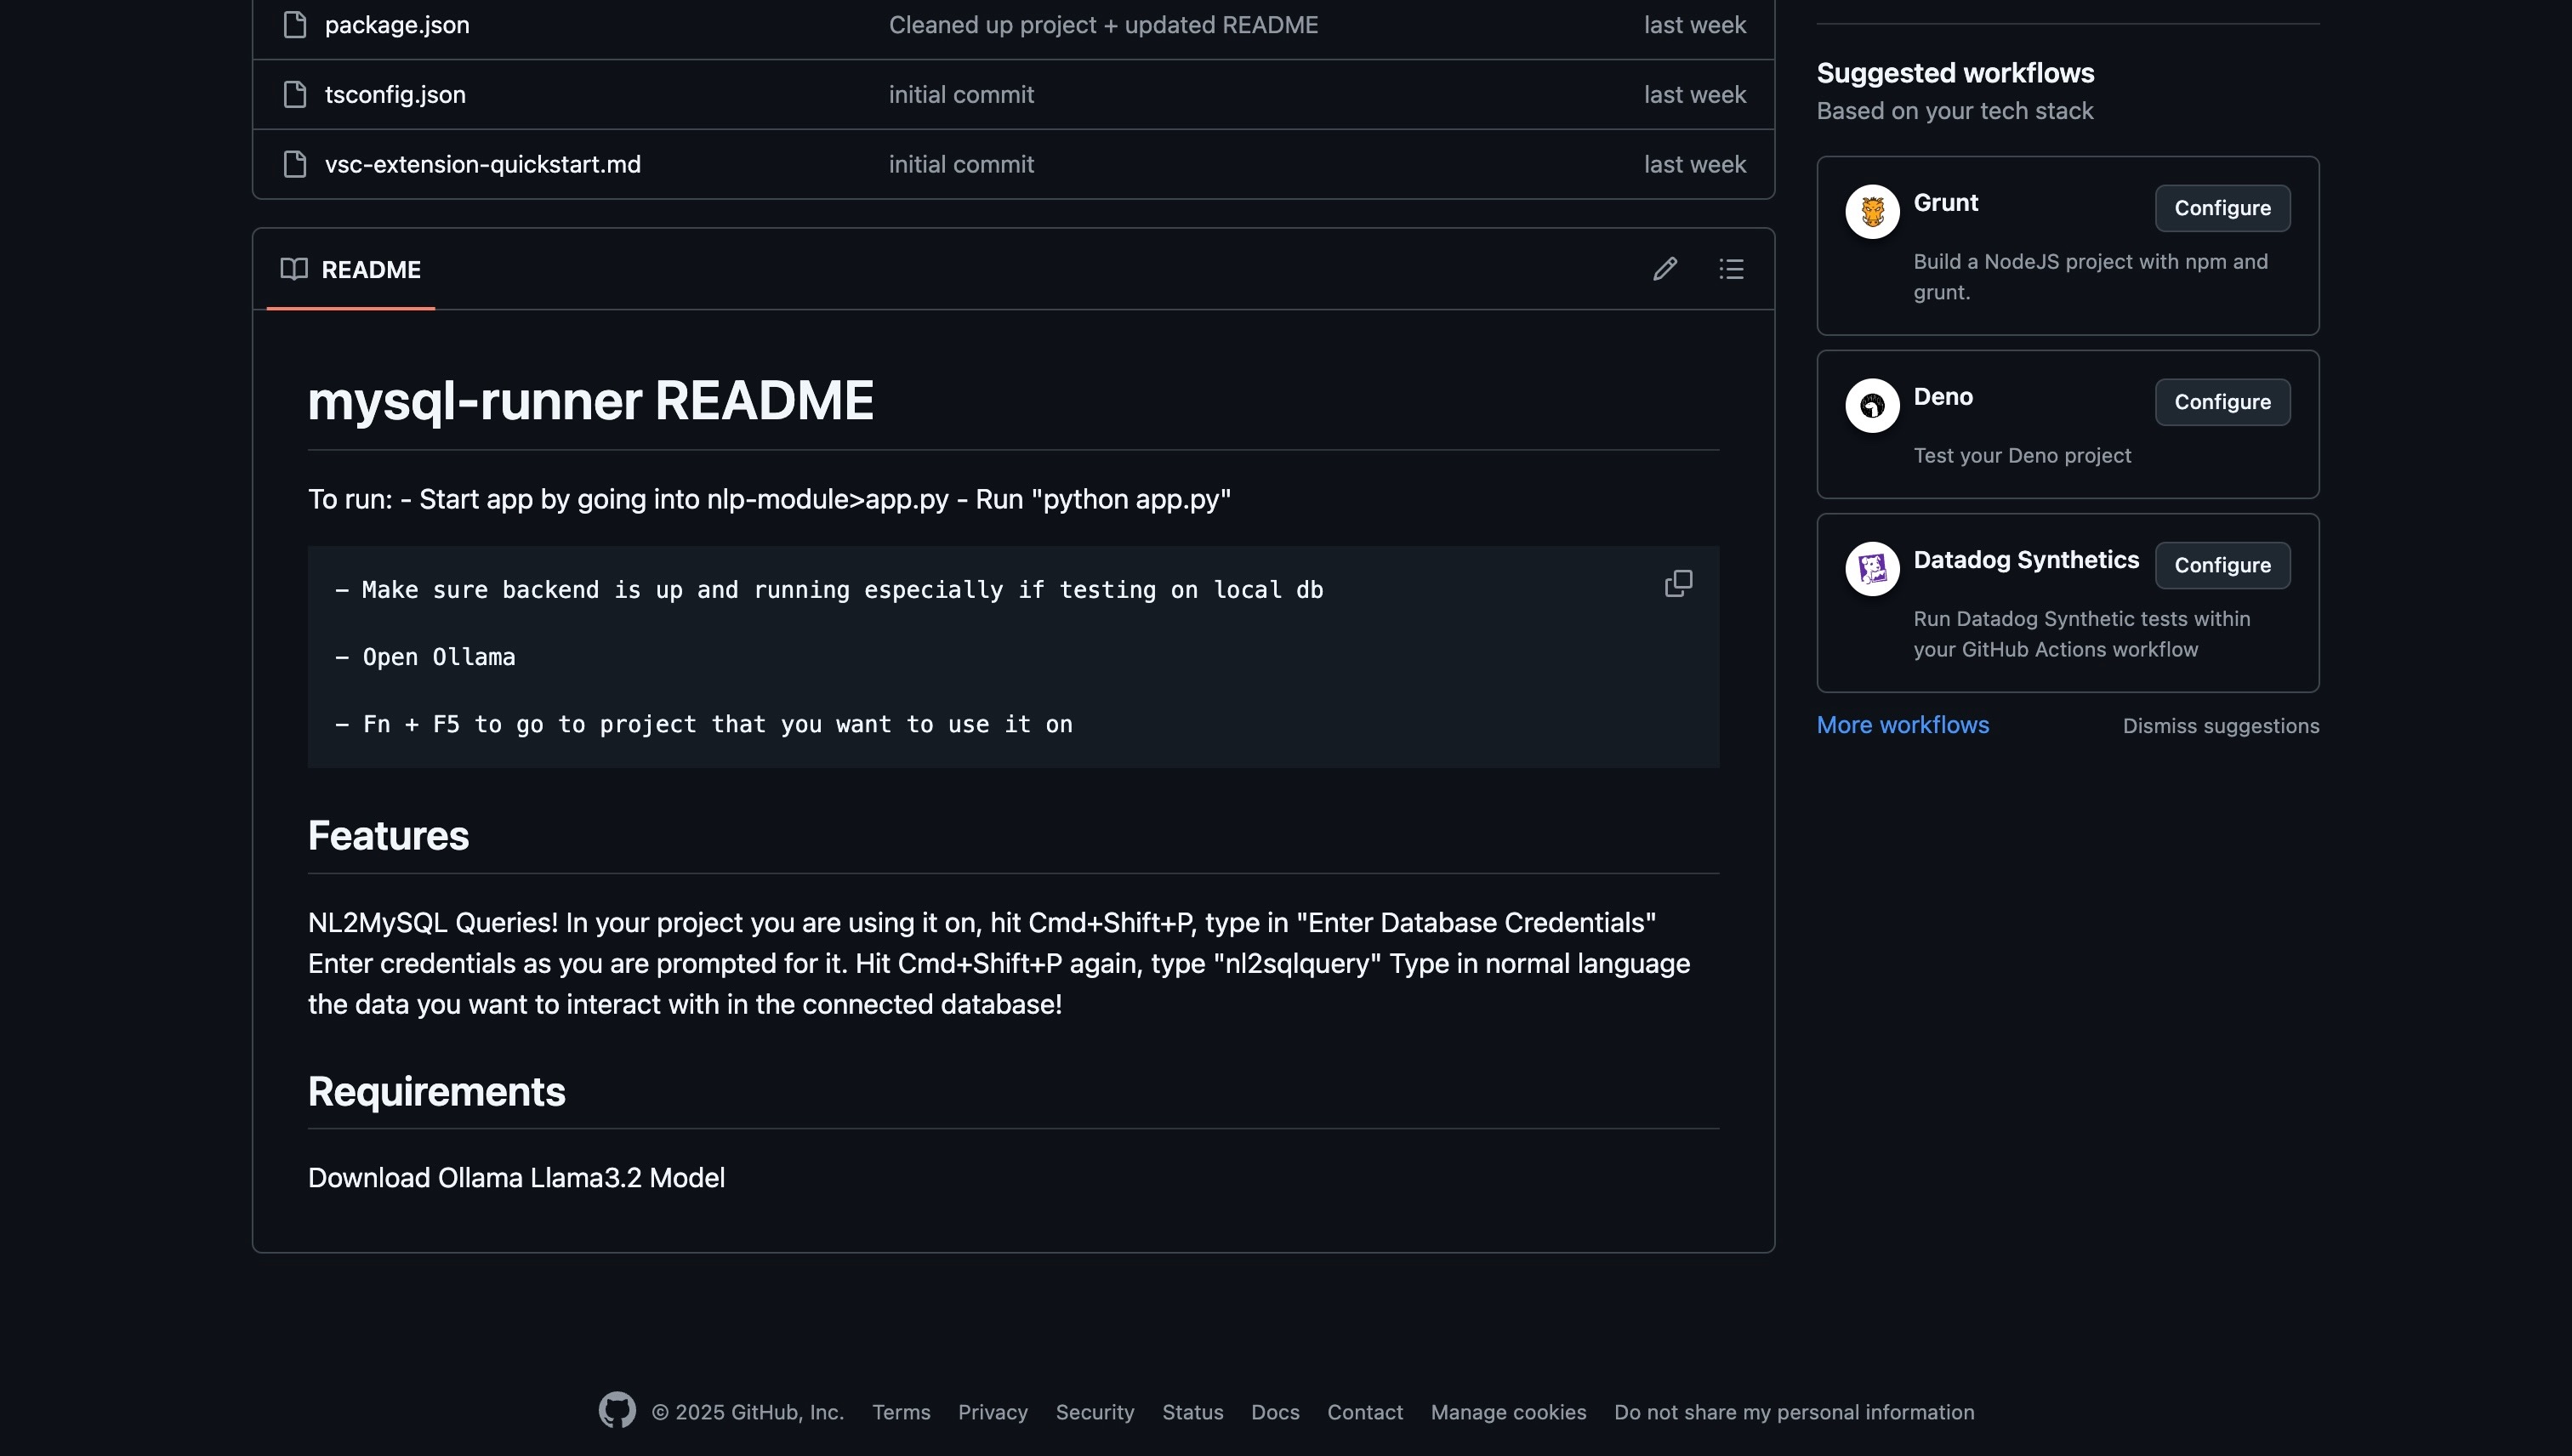 package.json Cleaned up project + updated README last week
tsconfig.json initial commit last week
vsc-extension-quickstart.md initial commit last week
README
mysql-runner README
To run: - Start app by going into nlp-module>app.py - Run "python app.py"
- Make sure backend is up and running especially if testing on local db
- Open Ollama
- Fn + F5 to go to project that you want to use it on
Features
NL2MySQL Queries! In your project you are using it on, hit Cmd+Shift+P, type in "Enter Database Credentials"
Enter credentials as you are prompted for it. Hit Cmd+Shift+P again, type "nl2sqlquery" Type in normal language
the data you want to interact with in the connected database!
Requirements
Download Ollama Llama3.2 Model
Suggested workflows
Based on your tech stack
Grunt Configure
Build a NodeJS project with npm and
grunt.
Deno Configure
Test your Deno project
Datadog Synthetics Configure
Run Datadog Synthetic tests within
your GitHub Actions workflow
More workflows Dismiss suggestions
© 2025 GitHub, Inc. Terms Privacy Security Status Docs Contact Manage cookies Do not share my personal information